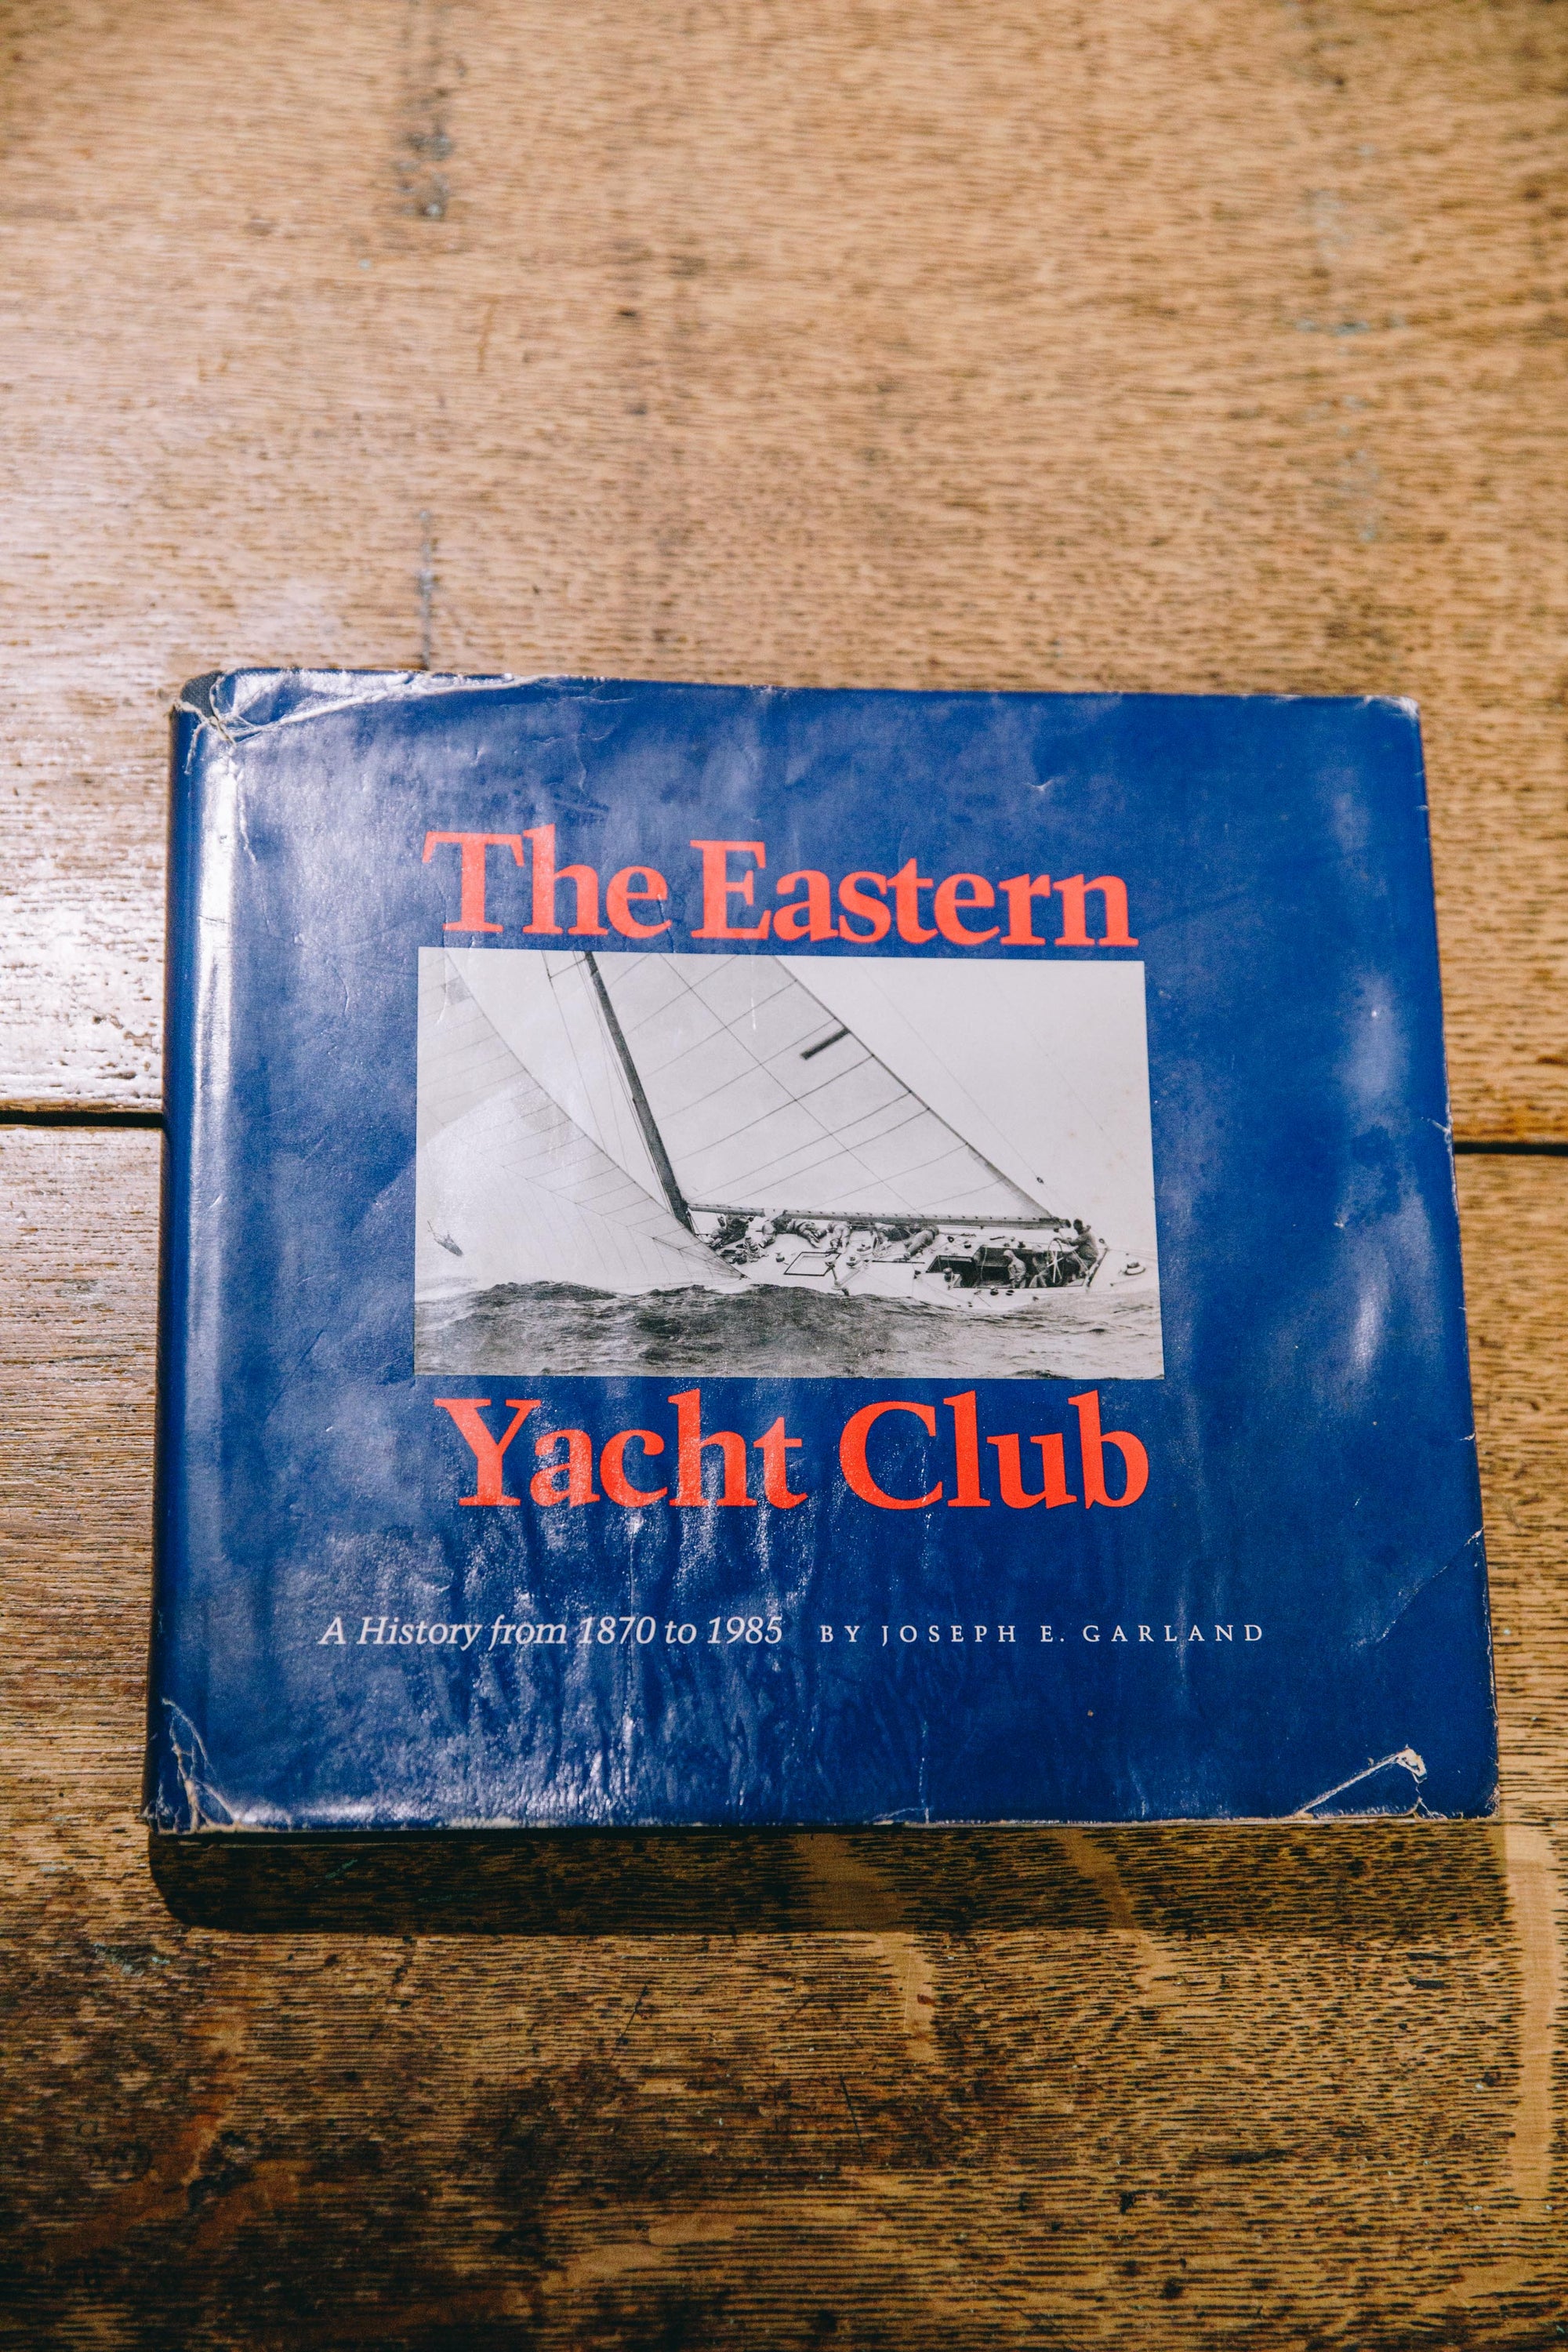 The Eastern
Yacht Club
A History from 1870 to 1985 BY JOSEPH E. GARLAND